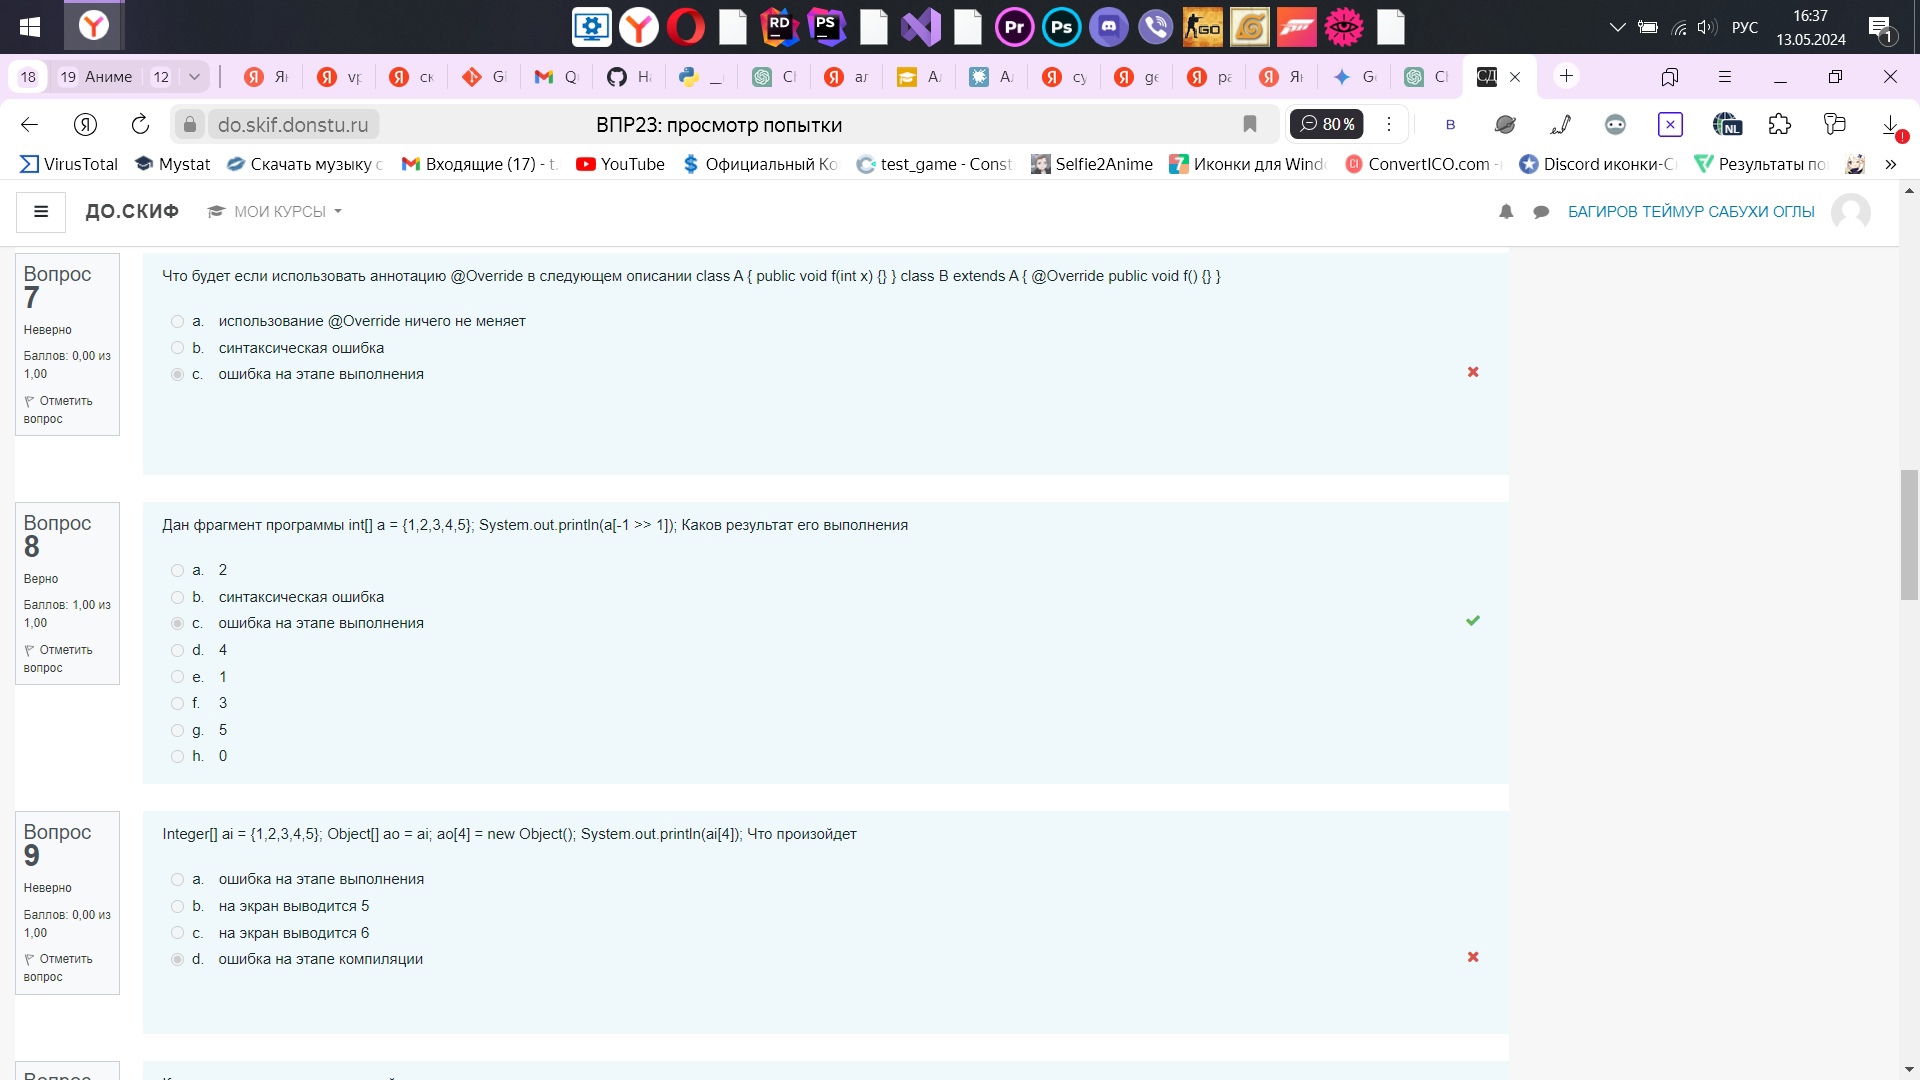 RD
PS
Pr
Ps
GO
РУС
16:37
13.05.2024
1
18
19 Аниме
12
СД
do.skif.donstu.ru
ВПР23: просмотр попытки
80 %
B
NL
VirusTotal
Mystat
Скачать музыку с
Входящие (17) - t.
YouTube
Официальный Ко
test_game - Const
Selfie2Anime
Иконки для Wind
ConvertICO.com -
Discord иконки-С
Результаты по
ДО.СКИФ
МОИ КУРСЫ
БАГИРОВ ТЕЙМУР САБУХИ ОГЛЫ
Вопрос
7
Неверно
Баллов: 0,00 из
1,00
Отметить
вопрос
Что будет если использовать аннотацию @Override в следующем описании class A { public void f(int x) {} } class B extends A { @Override public void f() {} }
a. использование @Override ничего не меняет
b. синтаксическая ошибка
c. ошибка на этапе выполнения
Вопрос
8
Верно
Баллов: 1,00 из
1,00
Отметить
вопрос
Дан фрагмент программы int[] a = {1,2,3,4,5}; System.out.println(a[-1 >> 1]); Каков результат его выполнения
a. 2
b. синтаксическая ошибка
c. ошибка на этапе выполнения
d. 4
e. 1
f. 3
g. 5
h. 0
Вопрос
9
Неверно
Баллов: 0,00 из
1,00
Отметить
вопрос
Integer[] ai = {1,2,3,4,5}; Object[] ao = ai; ao[4] = new Object(); System.out.println(ai[4]); Что произойдет
a. ошибка на этапе выполнения
b. на экран выводится 5
c. на экран выводится 6
d. ошибка на этапе компиляции
Вопрос